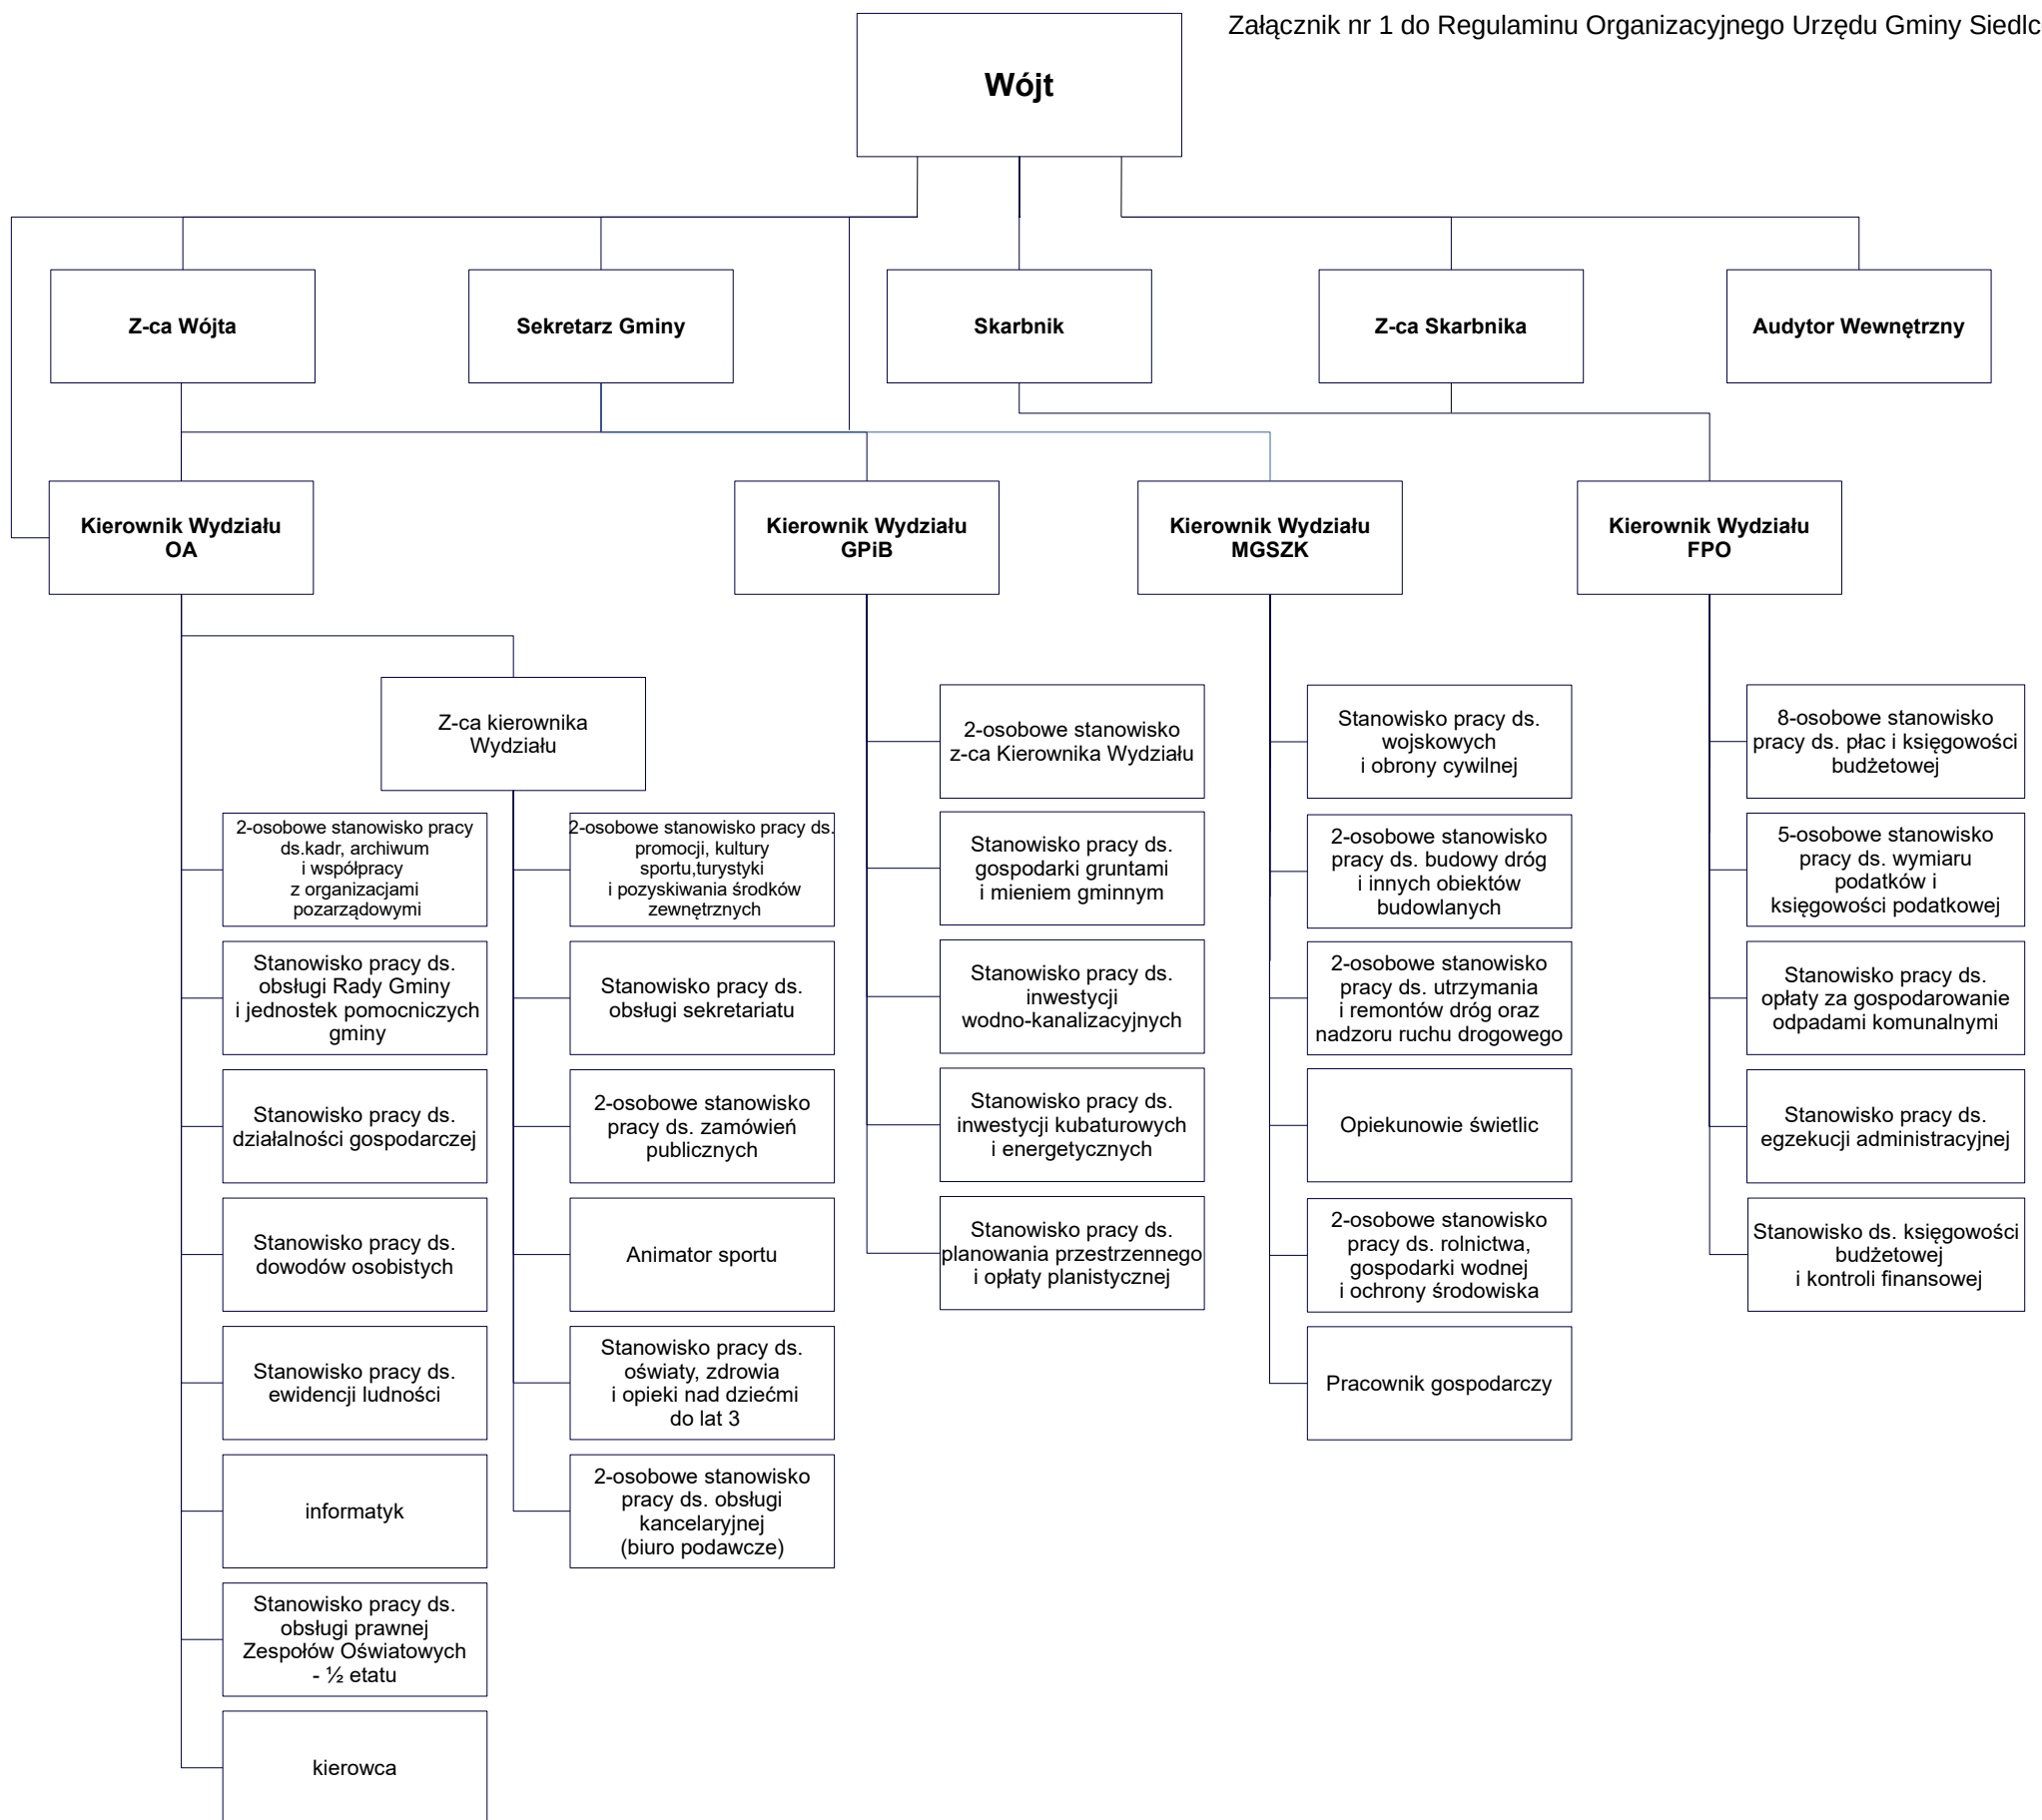 Załącznik nr 1 do Regulaminu Organizacyjnego Urzędu Gminy Siedlc
Wójt
Z-ca Wójta
Sekretarz Gminy
Skarbnik
Z-ca Skarbnika
Audytor Wewnętrzny
Kierownik Wydziału
OA
Kierownik Wydziału
GPiB
Kierownik Wydziału
MGSZK
Kierownik Wydziału
FPO
2-osobowe stanowisko pracy
ds.kadr, archiwum
i współpracy
z organizacjami
pozarządowymi
Stanowisko pracy ds.
obsługi Rady Gminy
i jednostek pomocniczych
gminy
Stanowisko pracy ds.
działalności gospodarczej
Stanowisko pracy ds.
dowodów osobistych
Stanowisko pracy ds.
ewidencji ludności
informatyk
Stanowisko pracy ds.
obsługi prawnej
Zespołów Oświatowych
- ½ etatu
kierowca
Z-ca kierownika
Wydziału
2-osobowe stanowisko pracy ds.
promocji, kultury
sportu,turystyki
i pozyskiwania środków
zewnętrznych
Stanowisko pracy ds.
obsługi sekretariatu
2-osobowe stanowisko
pracy ds. zamówień
publicznych
Animator sportu
Stanowisko pracy ds.
oświaty, zdrowia
i opieki nad dziećmi
do lat 3
2-osobowe stanowisko
pracy ds. obsługi
kancelaryjnej
(biuro podawcze)
2-osobowe stanowisko
z-ca Kierownika Wydziału
Stanowisko pracy ds.
gospodarki gruntami
i mieniem gminnym
Stanowisko pracy ds.
inwestycji
wodno-kanalizacyjnych
Stanowisko pracy ds.
inwestycji kubaturowych
i energetycznych
Stanowisko pracy ds.
planowania przestrzennego
i opłaty planistycznej
Stanowisko pracy ds.
wojskowych
i obrony cywilnej
2-osobowe stanowisko
pracy ds. budowy dróg
i innych obiektów
budowlanych
2-osobowe stanowisko
pracy ds. utrzymania
i remontów dróg oraz
nadzoru ruchu drogowego
Opiekunowie świetlic
2-osobowe stanowisko
pracy ds. rolnictwa,
gospodarki wodnej
i ochrony środowiska
Pracownik gospodarczy
8-osobowe stanowisko
pracy ds. płac i księgowości
budżetowej
5-osobowe stanowisko
pracy ds. wymiaru
podatków i
księgowości podatkowej
Stanowisko pracy ds.
opłaty za gospodarowanie
odpadami komunalnymi
Stanowisko pracy ds.
egzekucji administracyjnej
Stanowisko ds. księgowości
budżetowej
i kontroli finansowej